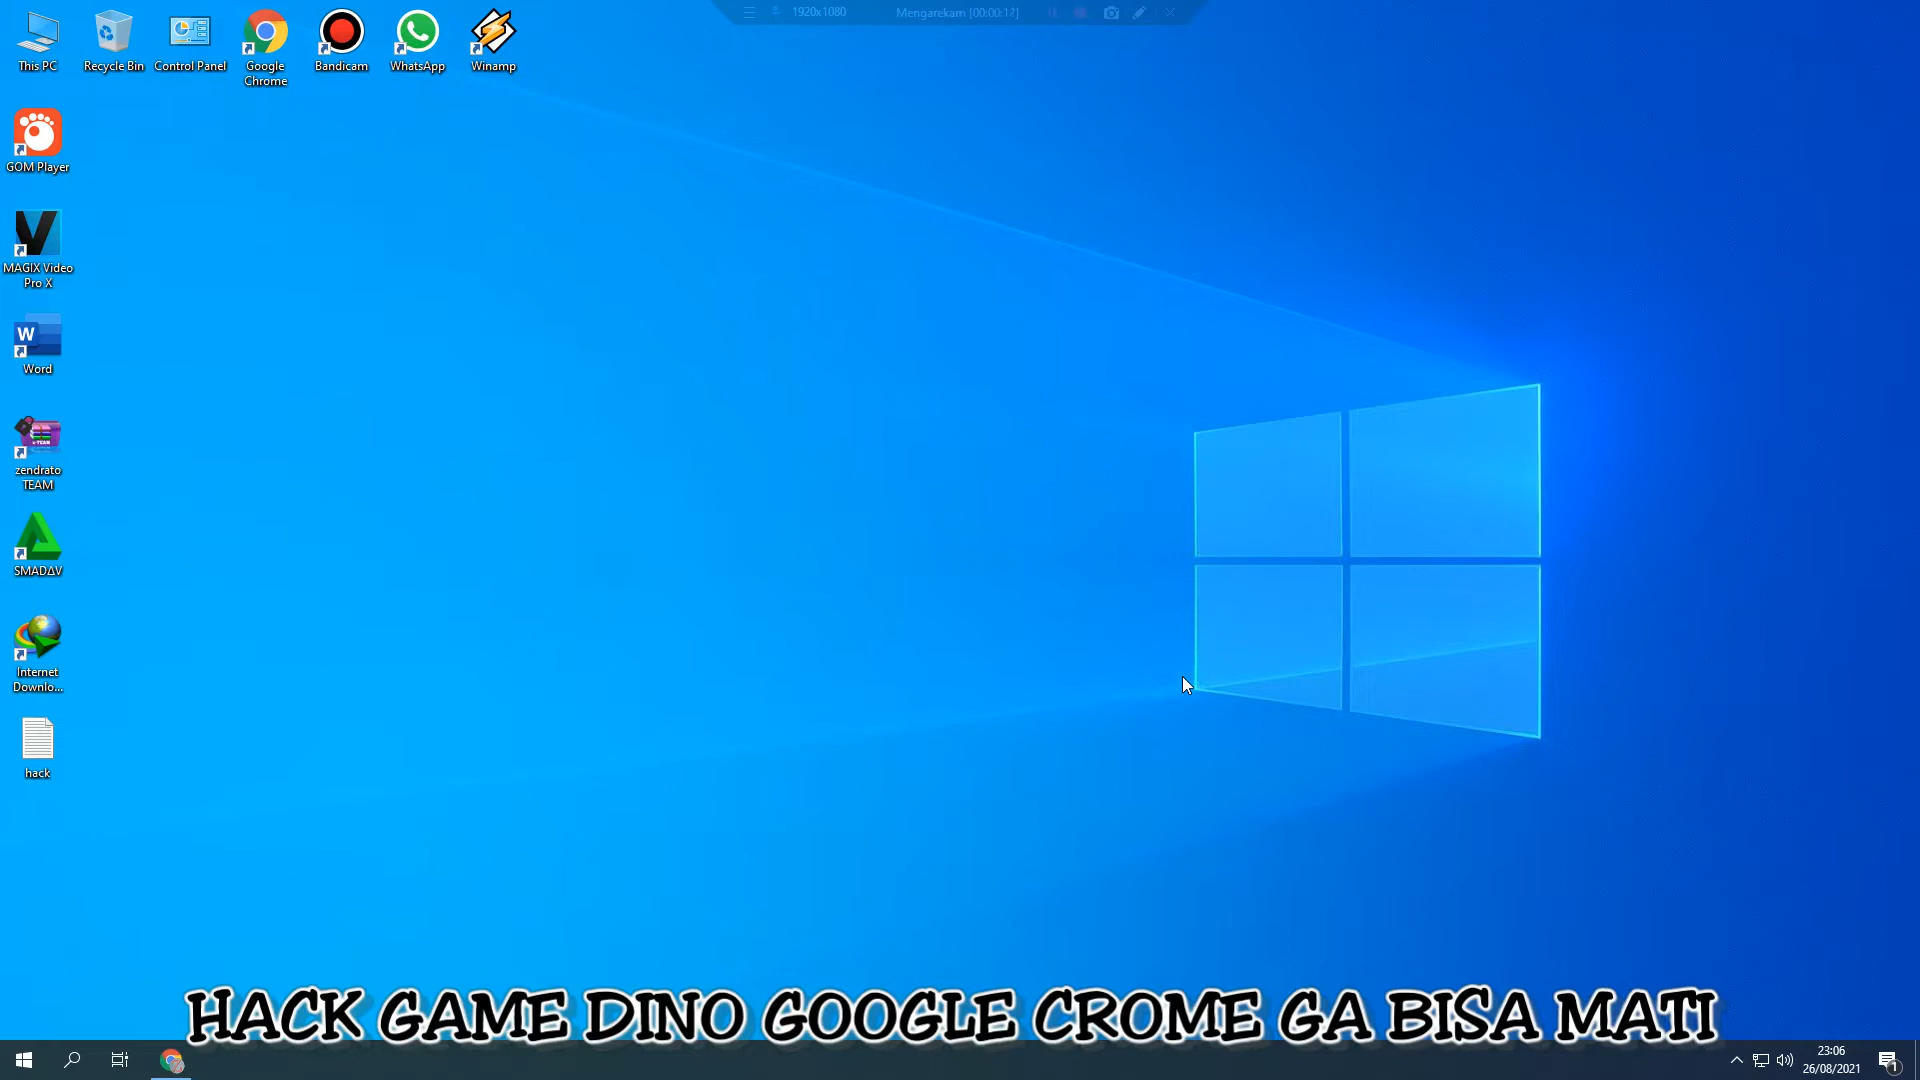 1920x1080
Mengarekam [00:00:12]
This PC
Recycle Bin
Control Panel
Google
Chrome
Bandicam
WhatsApp
Winamp
GOM Player
MAGIX Video
Pro X
W
Word
zendrato
TEAM
SMADΔV
Internet
Downlo...
hack
HACK GAME DINO GOOGLE CROME GA BISA MATI
23:06
26/08/2021
1